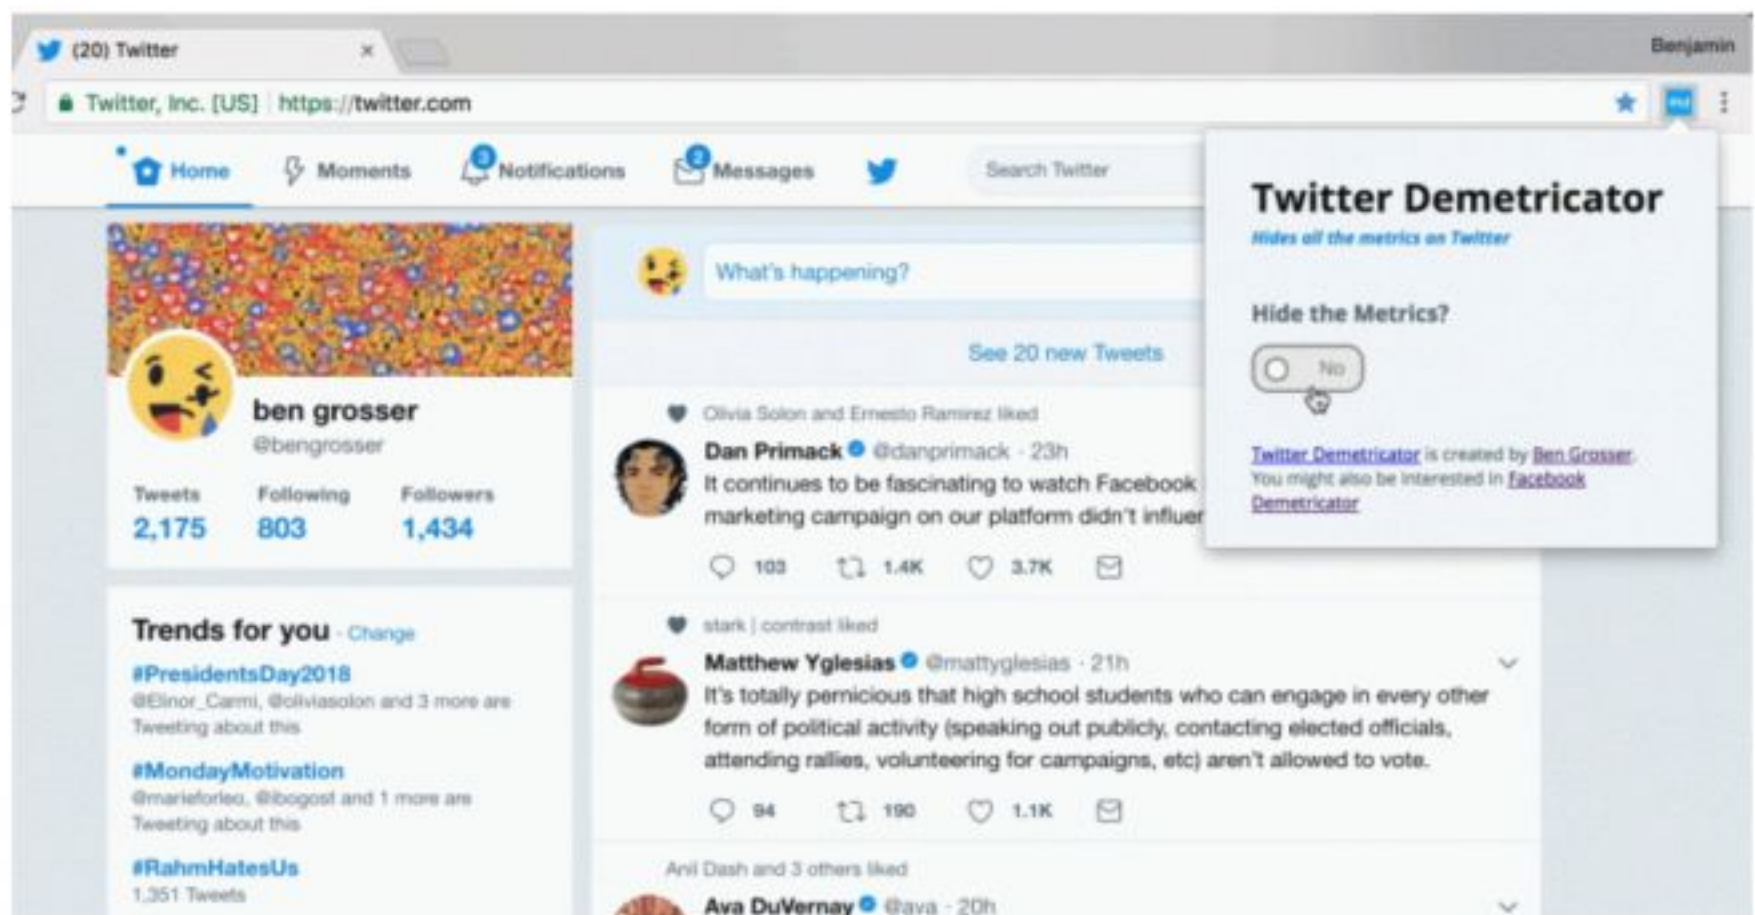 (20) Twitter
Benjamin
Twitter, Inc. [US] https://twitter.com
Home
Moments
3
Notifications
2
Messages
Search Twitter
Twitter Demetricator
Hides all the metrics on Twitter
Hide the Metrics?
No
Twitter Demetricator is created by Ben Grosser.
You might also be interested in Facebook
Demetricator
ben grosser
@bengrosser
Tweets Following Followers
2,175 803 1,434
Trends for you · Change
#PresidentsDay2018
@Elinor_Carmi, @oliviasolon and 3 more are
Tweeting about this
#MondayMotivation
@marieforleo, @ibogost and 1 more are
Tweeting about this
#RahmHatesUs
1,351 Tweets
What's happening?
See 20 new Tweets
Olivia Solon and Ernesto Ramirez liked
Dan Primack @danprimack · 23h
It continues to be fascinating to watch Facebook
marketing campaign on our platform didn't influen
103 1.4K 3.7K
stark | contrast liked
Matthew Yglesias @mattyglesias · 21h
It's totally pernicious that high school students who can engage in every other
form of political activity (speaking out publicly, contacting elected officials,
attending rallies, volunteering for campaigns, etc) aren't allowed to vote.
94 190 1.1K
Anil Dash and 3 others liked
Ava DuVernay @ava · 20h